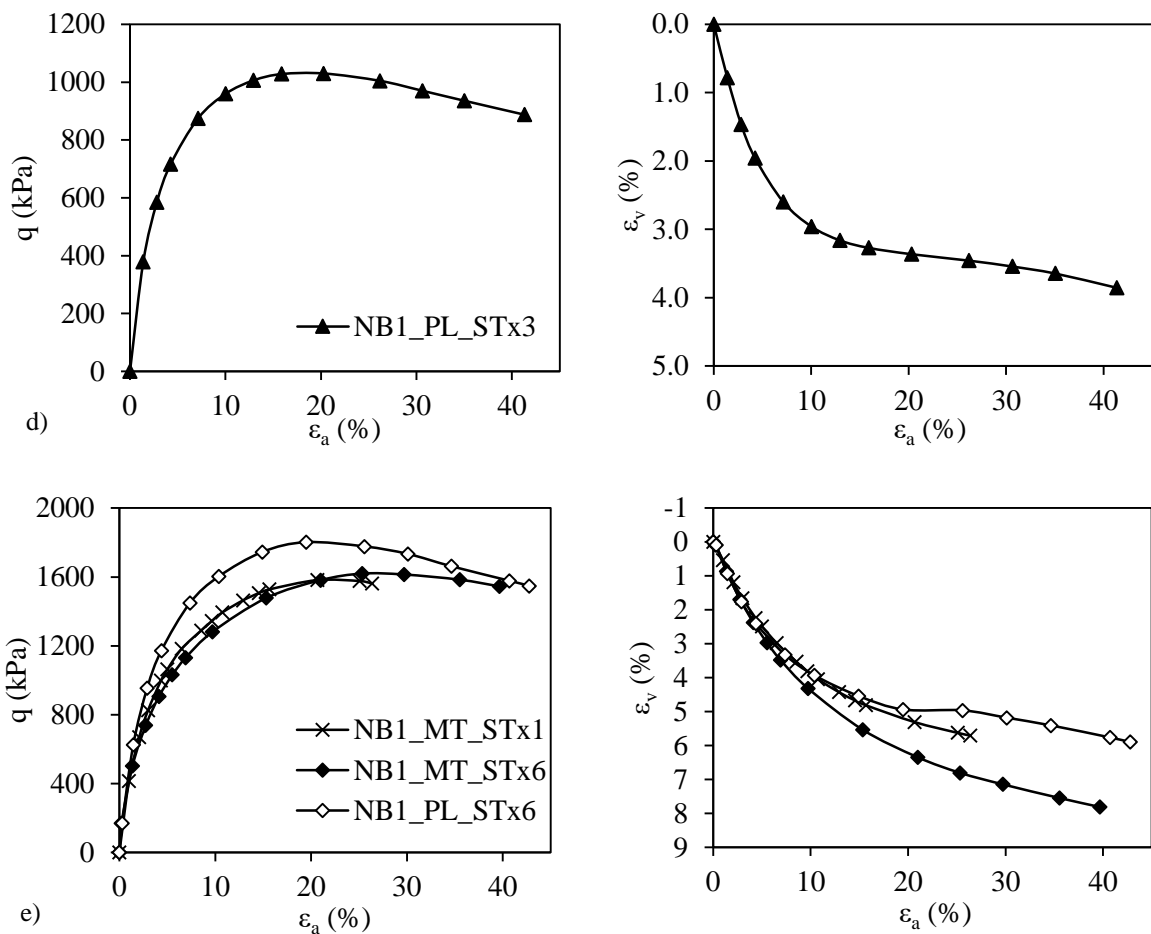 1200
1000
800
600
400
200
0
q (kPa)
0 10 20 30 40
εa (%)
NB1_PL_STx3
d)
0.0
1.0
2.0
3.0
4.0
5.0
εv (%)
0 10 20 30 40
εa (%)
2000
1600
1200
800
400
0
q (kPa)
NB1_MT_STx1
NB1_MT_STx6
NB1_PL_STx6
0 10 20 30 40
εa (%)
e)
-1
0
1
2
3
4
5
6
7
8
9
εv (%)
0 10 20 30 40
εa (%)